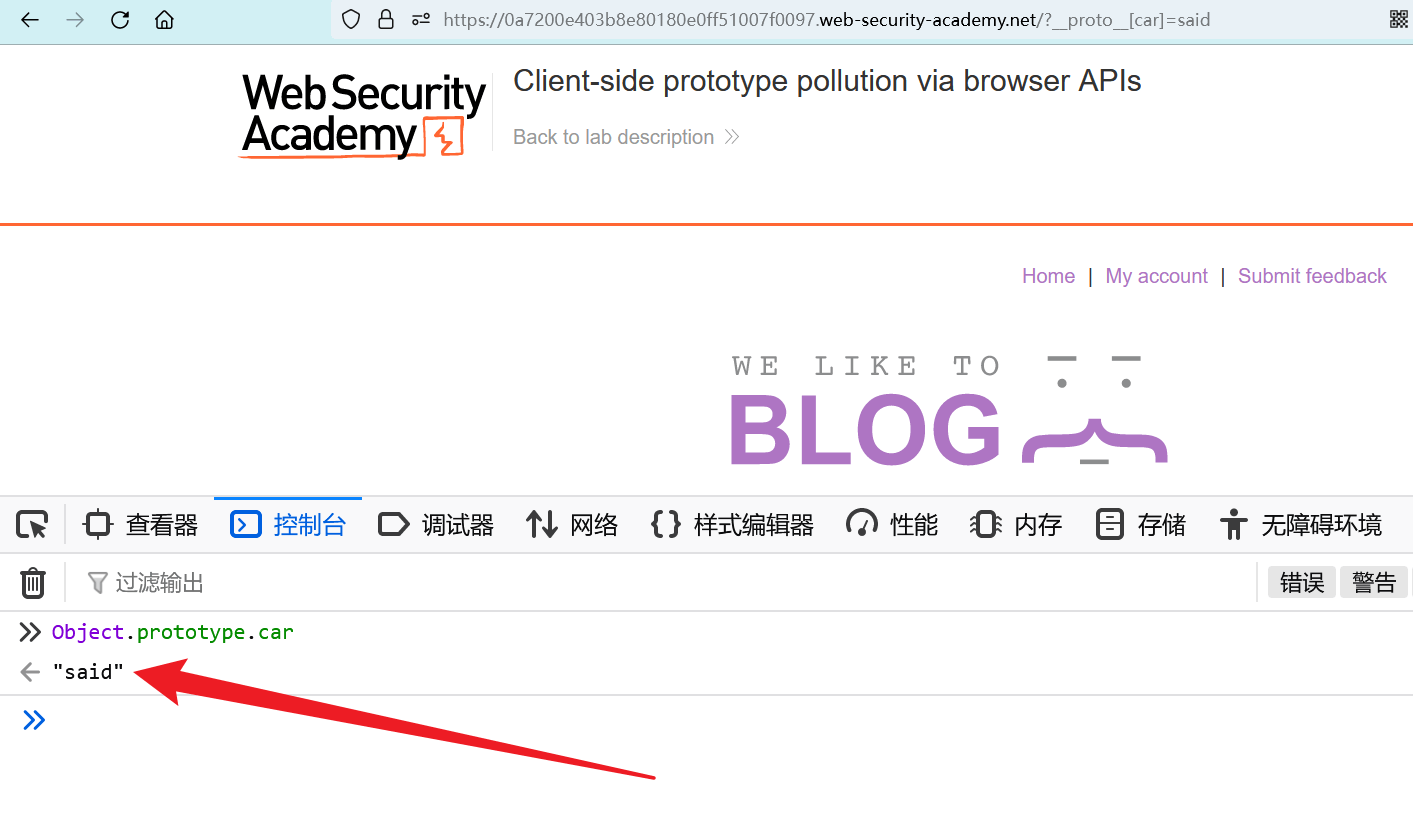 https://0a7200e403b8e80180e0ff51007f0097.web-security-academy.net/?__proto__[car]=said
Web Security
Academy
Client-side prototype pollution via browser APIs
Back to lab description
Home | My account | Submit feedback
WE LIKE TO
BLOG
查看器 控制台 调试器 网络 样式编辑器 性能 内存 存储 无障碍环境
过滤输出 错误 警告
Object.prototype.car
"said"